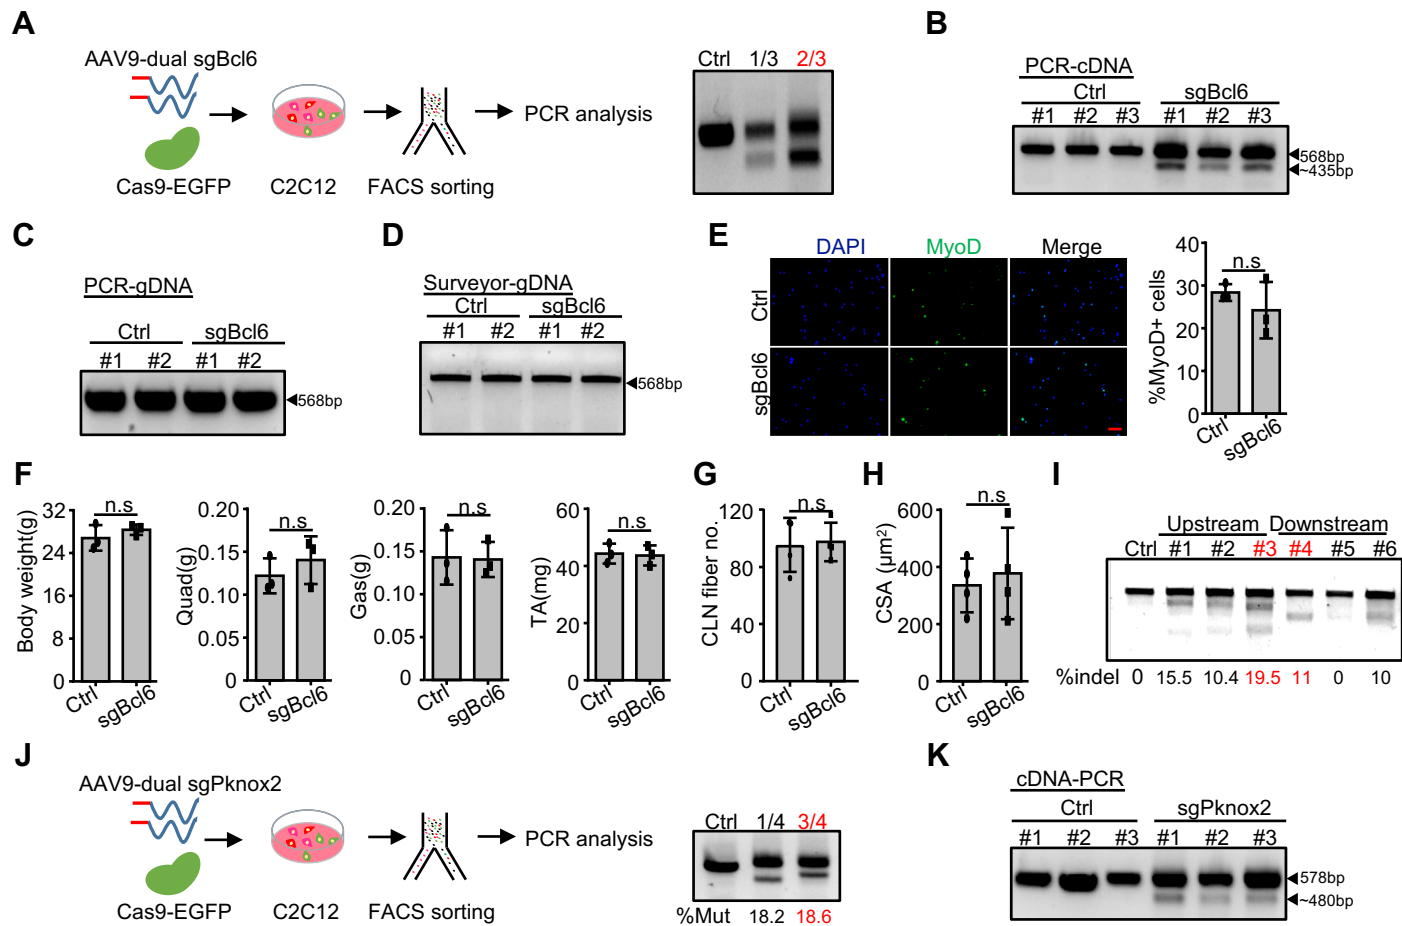 A
AAV9-dual sgBcl6
Cas9-EGFP
C2C12
FACS sorting
PCR analysis
Ctrl 1/3 2/3
B
PCR-cDNA
Ctrl sgBcl6
#1 #2 #3 #1 #2 #3
568bp
~435bp
C
PCR-gDNA
Ctrl sgBcl6
#1 #2 #1 #2
568bp
D
Surveyor-gDNA
Ctrl sgBcl6
#1 #2 #1 #2
568bp
E
DAPI MyoD Merge
Ctrl
sgBcl6
%MyoD+ cells
40
30
20
10
0
n.s
Ctrl
sgBcl6
F
Body weight(g)
32
24
16
8
0
n.s
Ctrl
sgBcl6
Quad(g)
0.20
0.15
0.10
0.05
0
n.s
Ctrl
sgBcl6
Gas(g)
0.20
0.15
0.10
0.05
0
n.s
Ctrl
sgBcl6
TA(mg)
60
40
20
0
n.s
Ctrl
sgBcl6
G
CLN fiber no.
120
80
40
0
n.s
Ctrl
sgBcl6
H
CSA (µm²)
600
400
200
0
n.s
Ctrl
sgBcl6
I
Upstream Downstream
Ctrl #1 #2 #3 #4 #5 #6
%indel 0 15.5 10.4 19.5 11 0 10
J
AAV9-dual sgPknox2
Cas9-EGFP
C2C12
FACS sorting
PCR analysis
Ctrl 1/4 3/4
%Mut 18.2 18.6
K
cDNA-PCR
Ctrl sgPknox2
#1 #2 #3 #1 #2 #3
578bp
~480bp